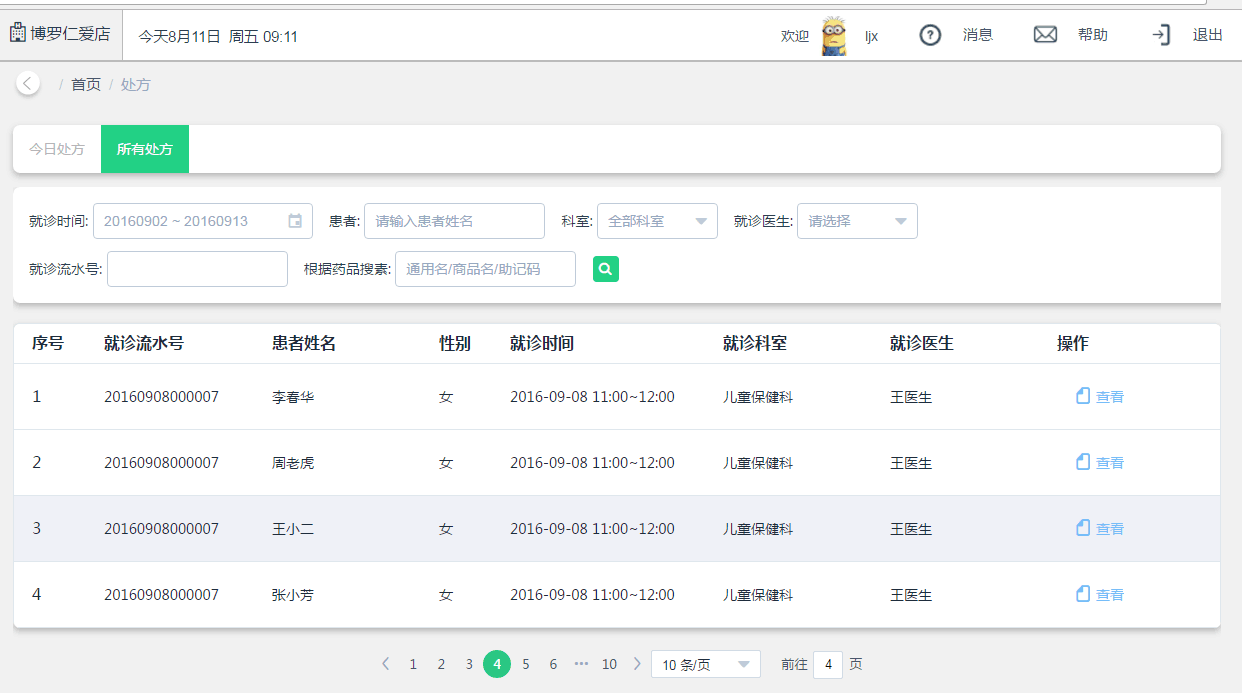 博罗仁爱店 今天8月11日 周五 09:11 欢迎 ljx 消息 帮助 退出
/ 首页 / 处方
今日处方 所有处方
就诊时间: 20160902 ~ 20160913 患者: 请输入患者姓名 科室: 全部科室 就诊医生: 请选择
就诊流水号: 根据药品搜素: 通用名/商品名/助记码
序号 就诊流水号 患者姓名 性别 就诊时间 就诊科室 就诊医生 操作
1 20160908000007 李春华 女 2016-09-08 11:00~12:00 儿童保健科 王医生 查看
2 20160908000007 周老虎 女 2016-09-08 11:00~12:00 儿童保健科 王医生 查看
3 20160908000007 王小二 女 2016-09-08 11:00~12:00 儿童保健科 王医生 查看
4 20160908000007 张小芳 女 2016-09-08 11:00~12:00 儿童保健科 王医生 查看
1 2 3 4 5 6 ••• 10 10 条/页 前往 4 页